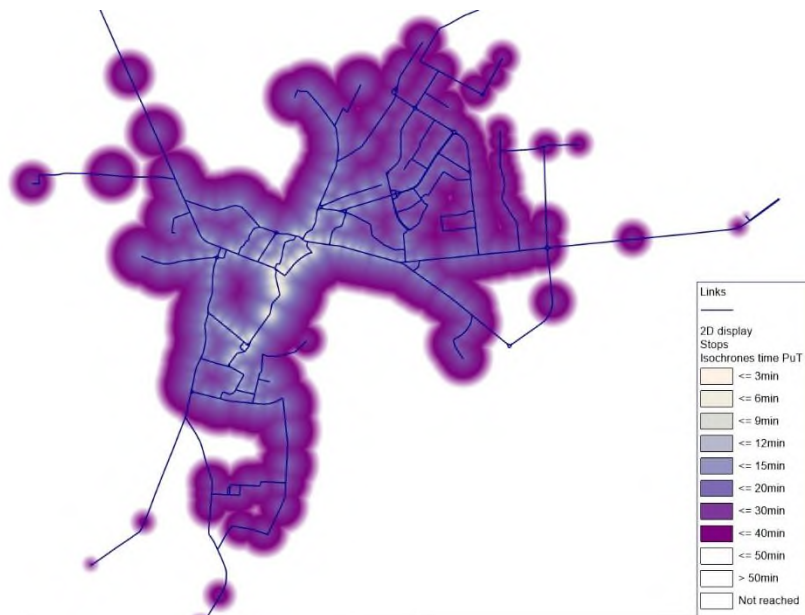 Links
2D display
Stops
Isochrones time PuT
<= 3min
<= 6min
<= 9min
<= 12min
<= 15min
<= 20min
<= 30min
<= 40min
<= 50min
> 50min
Not reached